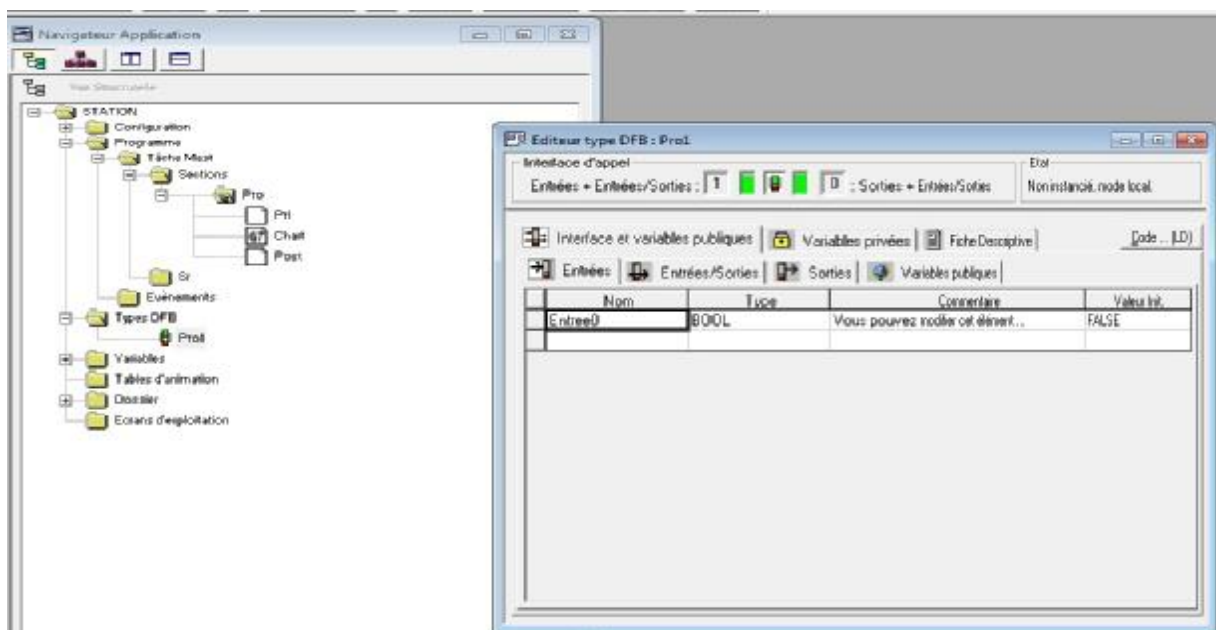 Navigateur Application
Vue Structurelle
STATION
Configuration
Programme
Tâche Mast
Sections
Pro
Prl
Chart
Post
Sr
Evènements
Types DFB
Pro1
Variables
Tables d'animation
Dossier
Ecrans d'exploitation
Editeur type DFB : Pro1
Interface d'appel
Entrées + Entrées/Sorties : 1
0 : Sorties + Entrées/Sorties
Etat
Non instancié, mode local.
Interface et variables publiques
Variables privées
Fiche Descriptive
Code... (LD)
Entrées
Entrées/Sorties
Sorties
Variables publiques
Nom Type Commentaire Valeur Init.
Entree0 BOOL Vous pouvez modifier cet élément... FALSE